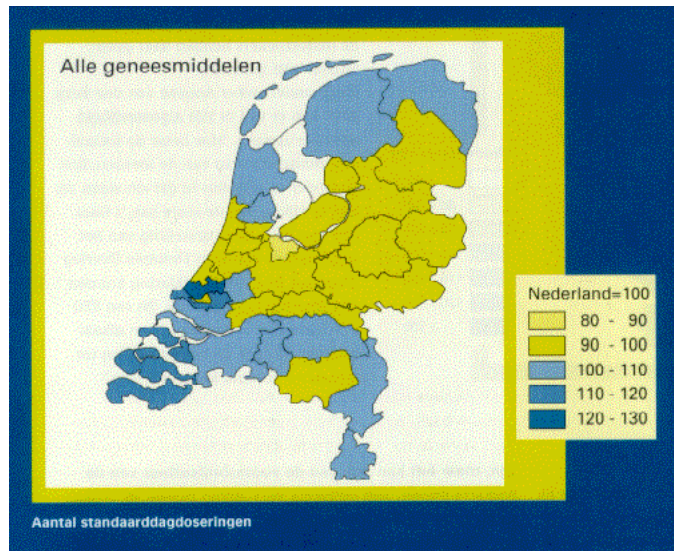 Alle geneesmiddelen
Nederland=100
80 - 90
90 - 100
100 - 110
110 - 120
120 - 130
Aantal standaarddagdoseringen